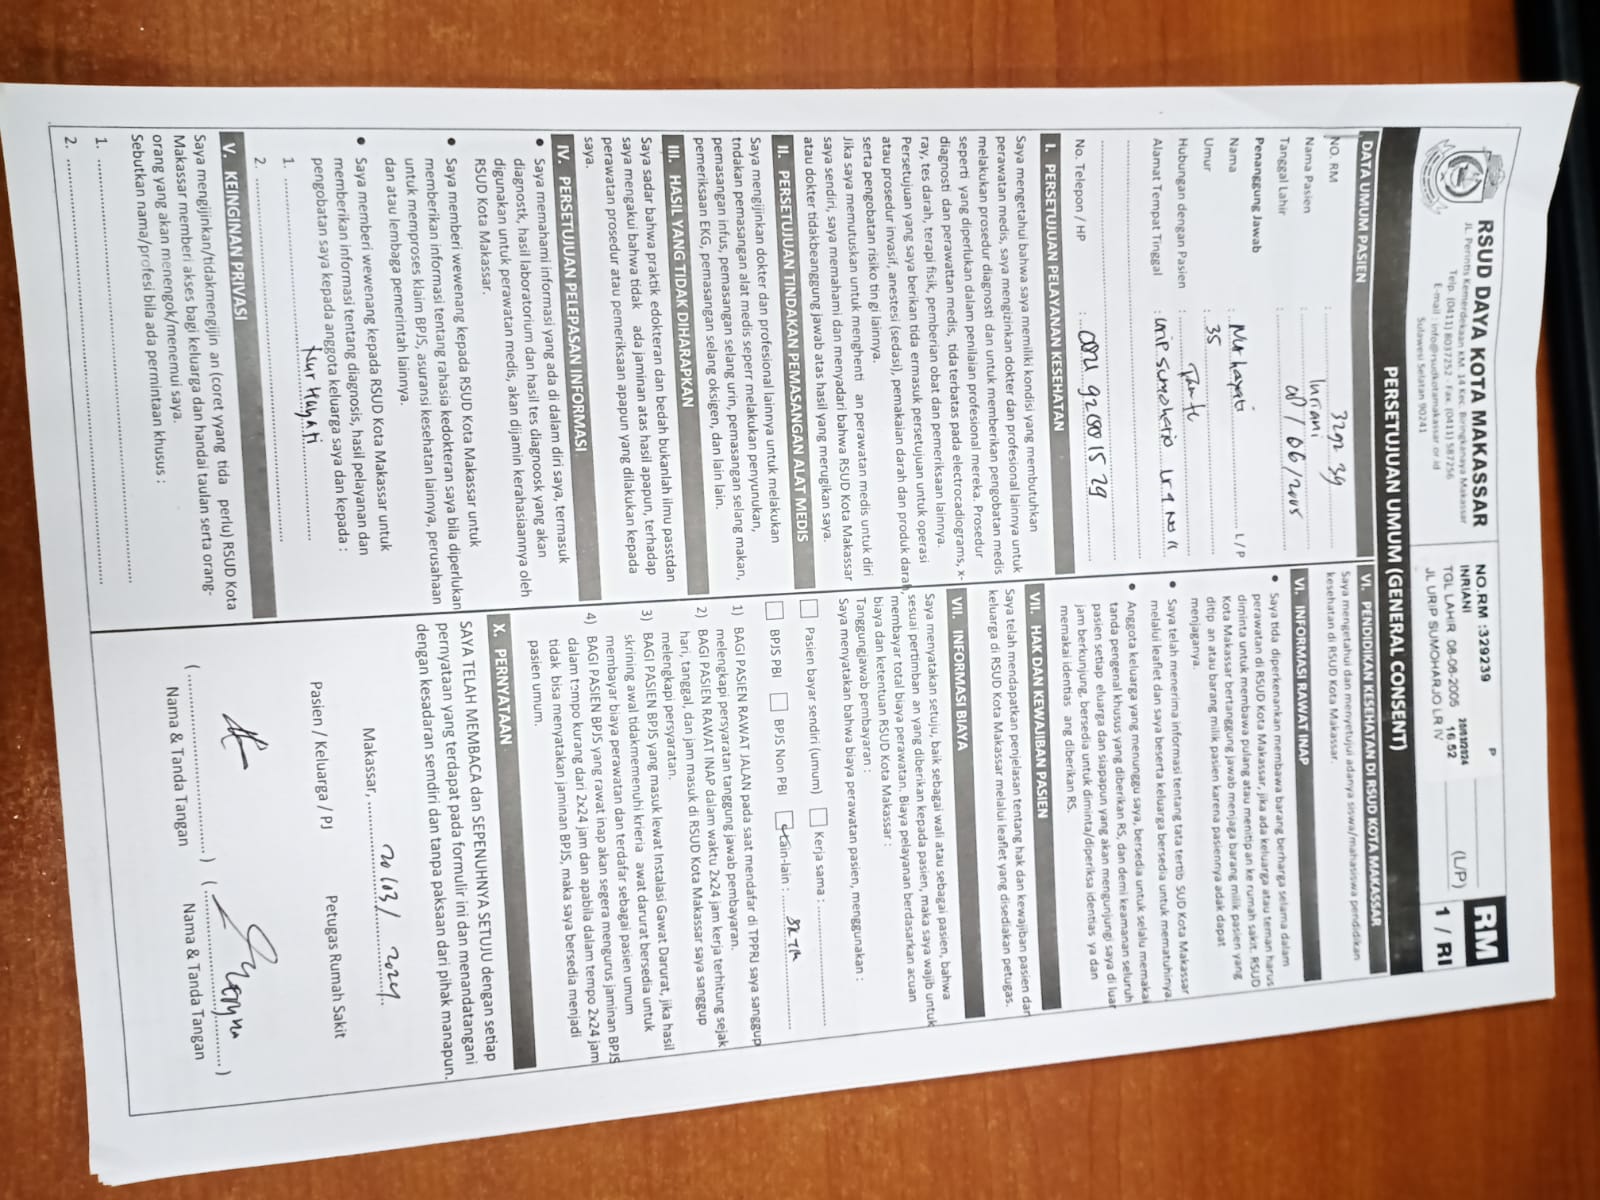 RSUD DAYA KOTA MAKASSAR
JL. Perintis Kemerdekaan KM. 14 Kec. Biringkanaya Makassar
Telp. (0411) 8037252 - Fax. (0411) 587256
E-mail : info@rsudkotamakassar.or.id
Sulawesi Selatan 90241
NO.RM :329239
P
INRIANI
20/03/2024
TGL LAHIR 08-06-2005
16.52
JL URIP SUMOHARJO LR IV
(L/P)
RM
1 / RI
PERSETUJUAN UMUM (GENERAL CONSENT)
DATA UMUM PASIEN
NO. RM : 3292 39
Nama Pasien : Inriani
Tanggal Lahir : 08 / 06 / 2005
Penanggung Jawab
Nama : Nurhayati L / P
Umur : 35
Hubungan dengan Pasien : Tante
Alamat Tempat Tinggal : Urip Sumoharjo Lr 4 No 11
No. Telepon / HP :
I. PERSETUJUAN PELAYANAN KESEHATAN
Saya mengetahui bahwa saya memiliki kondisi yang membutuhkan
perawatan medis, saya mengizinkan dokter dan profesional lainnya untuk
melakukan prosedur diagnosti dan untuk memberikan pengobatan medis
seperti yang diperlukan dalam penilaian profesional mereka. Prosedur
diagnosti dan perawattan medis, tida terbatas pada electrocadiograms, x-
ray, tes darah, terapi fisik, pemberian obat dan pemeriksaan lainnya.
Persetujuan yang saya berikan tida ermasuk persetujuan untuk operasi
atau prosedur invasif, anestesi (sedasi), pemakaian darah dan produk darah,
serta pengobatan risiko tin gi lainnya.
Jika saya memutuskan untuk menghenti an perawatan medis untuk diri
saya sendiri, saya memahami dan menyadari bahwa RSUD Kota Makassar
atau dokter tidakbeanggung jawab atas hasil yang merugikan saya.
II. PERSETUJUAN TINDAKAN PEMASANGAN ALAT MEDIS
Saya mengijinkan dokter dan profesional lainnya untuk melakukan
tndakan pemasangan alat medis seperr melakukan penyunukan,
pemasangan infus, pemasangan selang urin, pemasangan selang makan,
pemeriksaan EKG, pemasangan selang oksigen, dan lain lain.
III. HASIL YANG TIDAK DIHARAPKAN
Saya sadar bahwa praktik edokteran dan bedah bukanlah ilmu passtdan
saya mengakui bahwa tidak ada jaminan atas hasil apapun, terhadap
perawatan prosedur atau pemeriksaan apapun yang dilakukan kepada
saya.
IV. PERSETUJUAN PELEPASAN INFORMASI
• Saya memahami informasi yang ada di dalam diri saya, termasuk
diagnostk, hasil laboratorium dan hasil tes diagnoosk yang akan
digunakan untuk perawatan medis, akan dijamin kerahasiaannya oleh
RSUD Kota Makassar.
• Saya memberi wewenang kepada RSUD Kota Makassar untuk
memberikan informasi tentang rahasia kedokteran saya bila diperlukan
untuk memproses klaim BPJS, asuransi kesehatan lainnya, perusahaan
dan atau lembaga pemerintah lainnya.
• Saya memberi wewenang kepada RSUD Kota Makassar untuk
memberikan informasi tentang diagnosis, hasil pelayanan dan
pengobatan saya kepada anggota keluarga saya dan kepada :
1. Nur Hayati
2.
V. KEINGINAN PRIVASI
Saya mengijinkan/tidakmengijin an (coret yyang tida perlu) RSUD Kota
Makassar memberi akses bagi keluarga dan handai taulan serta orang-
orang yang akan menengok/menemui saya.
Sebutkan nama/profesi bila ada permintaan khusus :
1.
2.
VI. PENDIDIKAN KESEHATAN DI RSUD KOTA MAKASSAR
Saya mengetahui dan menyetujui adanya siswa/mahasiswa pendidikan
kesehatan di RSUD Kota Makassar.
VI. INFORMASI RAWAT INAP
• Saya tida diperkenankan membawa barang berharga selama dalam
perawatan di RSUD Kota Makassar, jika ada keluarga atau teman harus
diminta untuk membawa pulang atau menitip an ke rumah sakit. RSUD
Kota Makassar bertanggung jawab menjaga barang milik pasien yang
ditip an atau barang milik pasien karena pasiennya adak dapat
menjaganya.
• Saya telah menerima informasi tentang tata tertib SUD Kota Makassar
melalui leaflet dan saya beserta keluarga bersedia untuk mematuhinya.
• Anggota keluarga yang menunggu saya, bersedia untuk selalu memakai
tanda pengenal khusus yang diberikan RS, dan demi keamanan seluruh
pasien setiap eluarga dan siapapun yang akan mengunjungi saya di luar
jam berkunjung, bersedia untuk diminta/diperiksa identias ya dan
memakai identias ang diberikan RS.
VII. HAK DAN KEWAJIBAN PASIEN
Saya telah mendapatkan penjelasan tentang hak dan kewajiban pasien dar
keluarga di RSUD Kota Makassar melalui leaflet yang disediakan petugas.
VII. INFORMASI BIAYA
Saya menyatakan setuju, baik sebagai wali atau sebagai pasien, bahwa
sesuai pertimban an yang diberikan kepada pasien, maka saya wajib untuk
membayar total biaya perawatan. Biaya pelayanan berdasarkan acuan
biaya dan ketentuan RSUD Kota Makassar :
Tanggungjawab pembayaran :
Saya menyatakan bahwa biaya perawatan pasien, menggunakan :
Pasien bayar sendiri (umum) Kerja sama :
BPJS PBI BPJS Non PBI Lain-lain : SKTM
1) BAGI PASIEN RAWAT JALAN pada saat mendafar di TPPRJ saya sanggup
melengkapi persyaratan tanggung jawab pembayaran.
2) BAGI PASIEN RAWAT INAP dalam waktu 2x24 jam kerja terhitung sejak
hari, tanggal, dan jam masuk di RSUD Kota Makassar saya sanggup
melengkapi persyaratan.
3) BAGI PASIEN BPJS yang masuk lewat Instalasi Gawat Darurat, jika hasil
skrining awal tidakmemenuhi krieria awat darurat bersedia untuk
membayar biaya perawatan dan terdafar sebagai pasien umum
4) BAGI PASIEN BPJS yang rawat inap akan segera mengurus jaminan BPJS
dalam tempo kurang dari 2x24 jam dan apabila dalam tempo 2x24 jam
tidak bisa menyatakan jaminan BPJS, maka saya bersedia menjadi
pasien umum.
X. PERNYATAAN
SAYA TELAH MEMBACA dan SEPENUHNYA SETUJU dengan setiap
pernyataan yang terdapat pada formulir ini dan menandatangani
dengan kesadaran semdiri dan tanpa paksaan dari pihak manapun.
Makassar, 20/03/ 2024
Pasien / Keluarga / PJ Petugas Rumah Sakit
( ) ( )
Nama & Tanda Tangan Nama & Tanda Tangan